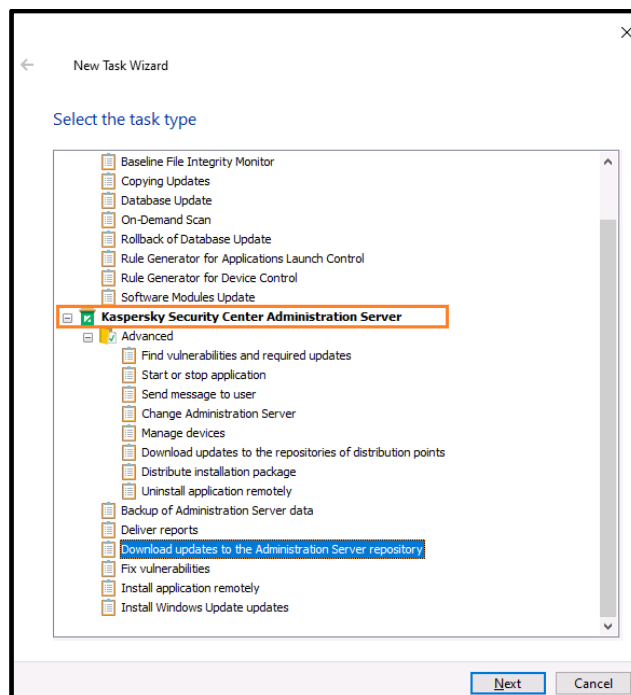 New Task Wizard
Select the task type
Baseline File Integrity Monitor
Copying Updates
Database Update
On-Demand Scan
Rollback of Database Update
Rule Generator for Applications Launch Control
Rule Generator for Device Control
Software Modules Update
Kaspersky Security Center Administration Server
Advanced
Find vulnerabilities and required updates
Start or stop application
Send message to user
Change Administration Server
Manage devices
Download updates to the repositories of distribution points
Distribute installation package
Uninstall application remotely
Backup of Administration Server data
Deliver reports
Download updates to the Administration Server repository
Fix vulnerabilities
Install application remotely
Install Windows Update updates
Next Cancel